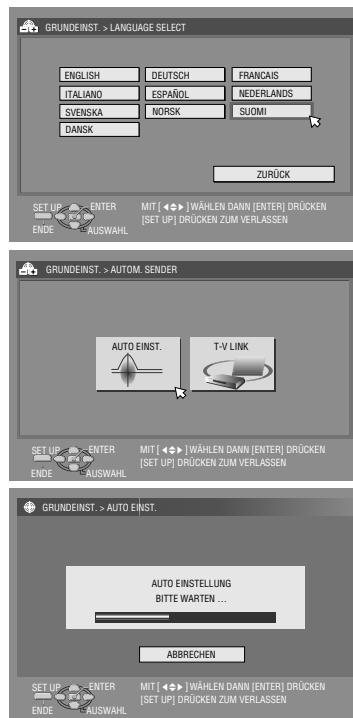 GRUNDEINST. > LANGUAGE SELECT
ENGLISH DEUTSCH FRANCAIS
ITALIANO ESPAÑOL NEDERLANDS
SVENSKA NORSK SUOMI
DANSK
ZURÜCK
SET UP ENTER MIT [ ◄♦► ] WÄHLEN DANN [ENTER] DRÜCKEN
[SET UP] DRÜCKEN ZUM VERLASSEN
ENDE AUSWAHL
GRUNDEINST. > AUTOM. SENDER
AUTO EINST. T-V LINK
SET UP ENTER MIT [ ◄♦► ] WÄHLEN DANN [ENTER] DRÜCKEN
[SET UP] DRÜCKEN ZUM VERLASSEN
ENDE AUSWAHL
GRUNDEINST. > AUTO EINST.
AUTO EINSTELLUNG
BITTE WARTEN ...
ABBRECHEN
SET UP ENTER MIT [ ◄♦► ] WÄHLEN DANN [ENTER] DRÜCKEN
[SET UP] DRÜCKEN ZUM VERLASSEN
ENDE AUSWAHL